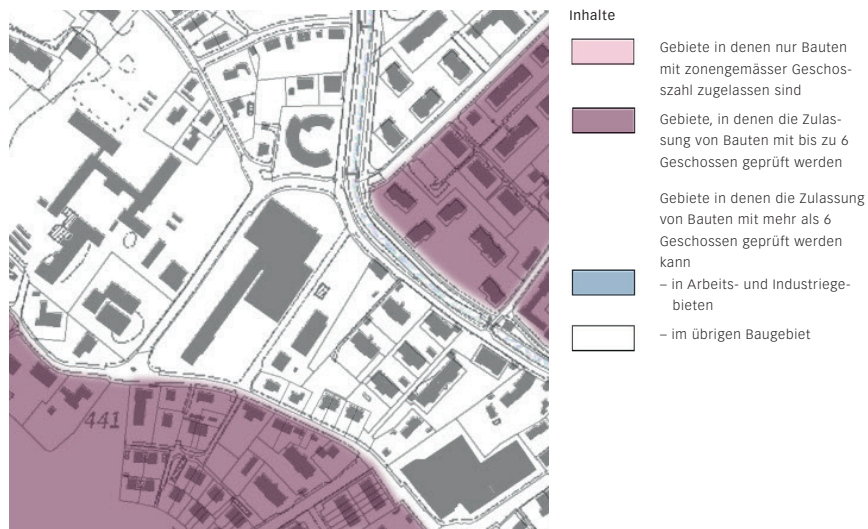 Inhalte
Gebiete in denen nur Bauten
mit zonengemässer Geschos-
szahl zugelassen sind
Gebiete, in denen die Zulas-
sung von Bauten mit bis zu 6
Geschossen geprüft werden
Gebiete in denen die Zulassung
von Bauten mit mehr als 6
Geschossen geprüft werden
kann
– in Arbeits- und Industriege-
bieten
– im übrigen Baugebiet
441